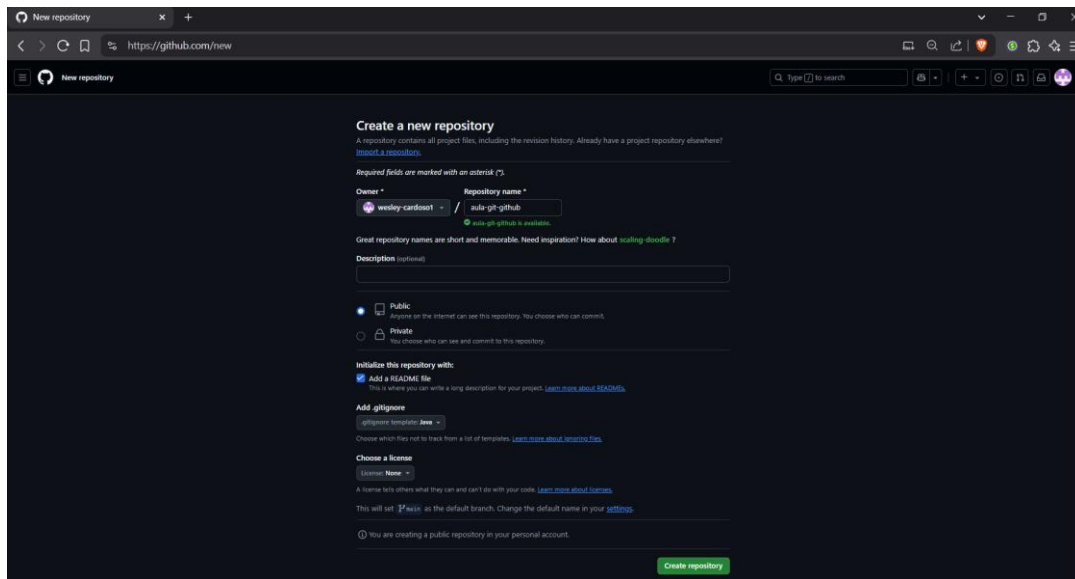 New repository
https://github.com/new
New repository
Type / to search
Create a new repository
A repository contains all project files, including the revision history. Already have a project repository elsewhere?
Import a repository.
Required fields are marked with an asterisk (*).
Owner * Repository name *
wesley-cardoso1 / aula-git-github
aula-git-github is available.
Great repository names are short and memorable. Need inspiration? How about scaling-doodle ?
Description (optional)
Public
Anyone on the internet can see this repository. You choose who can commit.
Private
You choose who can see and commit to this repository.
Initialize this repository with:
Add a README file
This is where you can write a long description for your project. Learn more about READMEs.
Add .gitignore
.gitignore template: Java
Choose which files not to track from a list of templates. Learn more about ignoring files.
Choose a license
License: None
A license tells others what they can and can't do with your code. Learn more about licenses.
This will set main as the default branch. Change the default name in your settings.
You are creating a public repository in your personal account.
Create repository